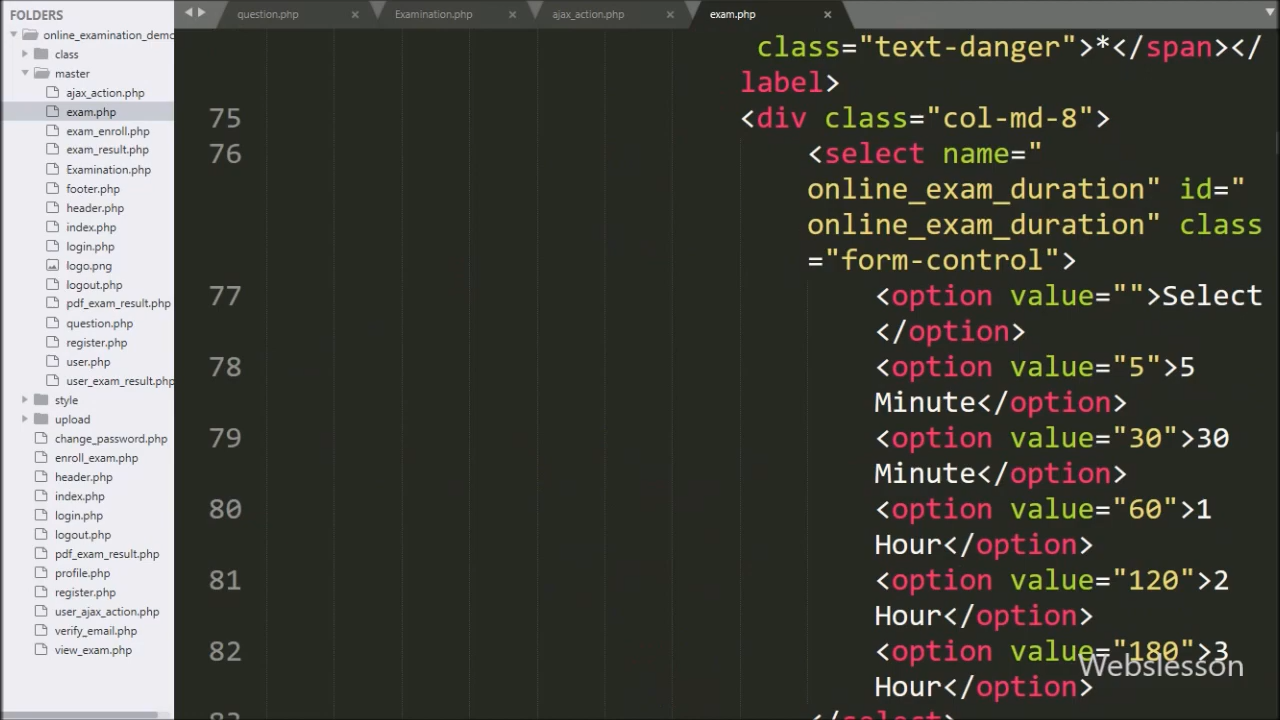 FOLDERS
online_examination_demo
class
master
ajax_action.php
exam.php
exam_enroll.php
exam_result.php
Examination.php
footer.php
header.php
index.php
login.php
logo.png
logout.php
pdf_exam_result.php
question.php
register.php
user.php
user_exam_result.php
style
upload
change_password.php
enroll_exam.php
header.php
index.php
login.php
logout.php
pdf_exam_result.php
profile.php
register.php
user_ajax_action.php
verify_email.php
view_exam.php
question.php × Examination.php × ajax_action.php × exam.php ×
class="text-danger">*</span></
label>
75 <div class="col-md-8">
76 <select name="
online_exam_duration" id="
online_exam_duration" class
="form-control">
77 <option value="">Select
</option>
78 <option value="5">5
Minute</option>
79 <option value="30">30
Minute</option>
80 <option value="60">1
Hour</option>
81 <option value="120">2
Hour</option>
82 <option value="180">3
Hour</option>
83 </select>
Webslesson